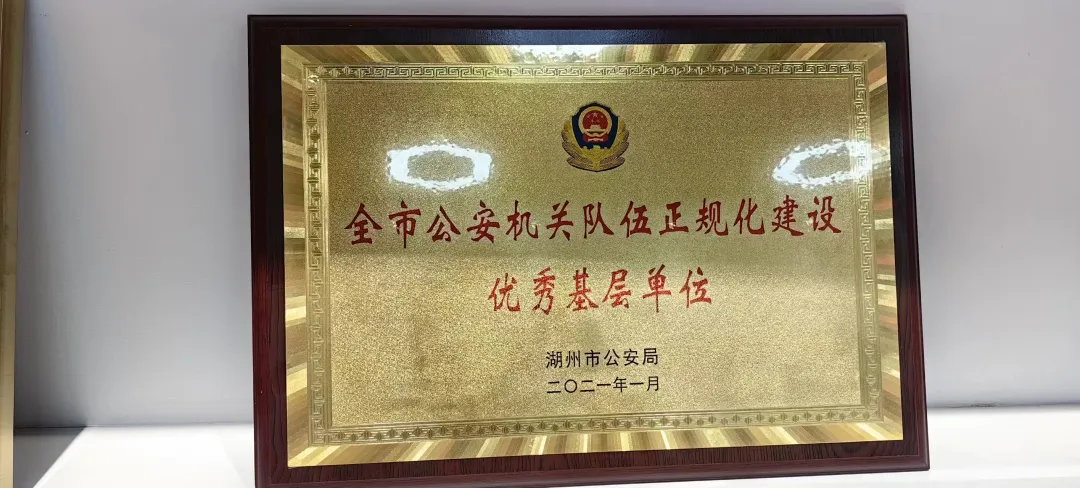 全市公安机关队伍正规化建设
优秀基层单位
湖州市公安局
二〇二一年一月